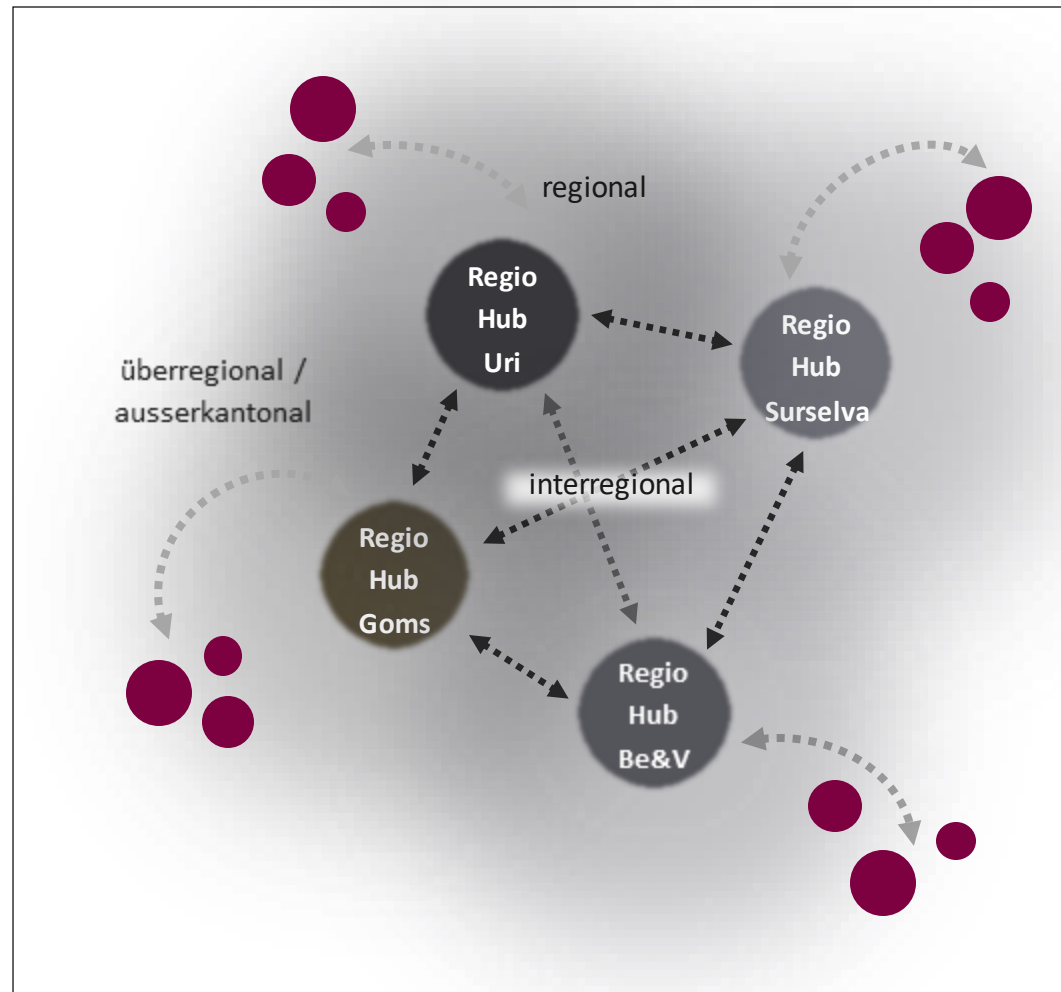 regional
Regio
Hub
Uri
Regio
Hub
Surselva
überregional /
ausserkantonal
interregional
Regio
Hub
Goms
Regio
Hub
Be&V